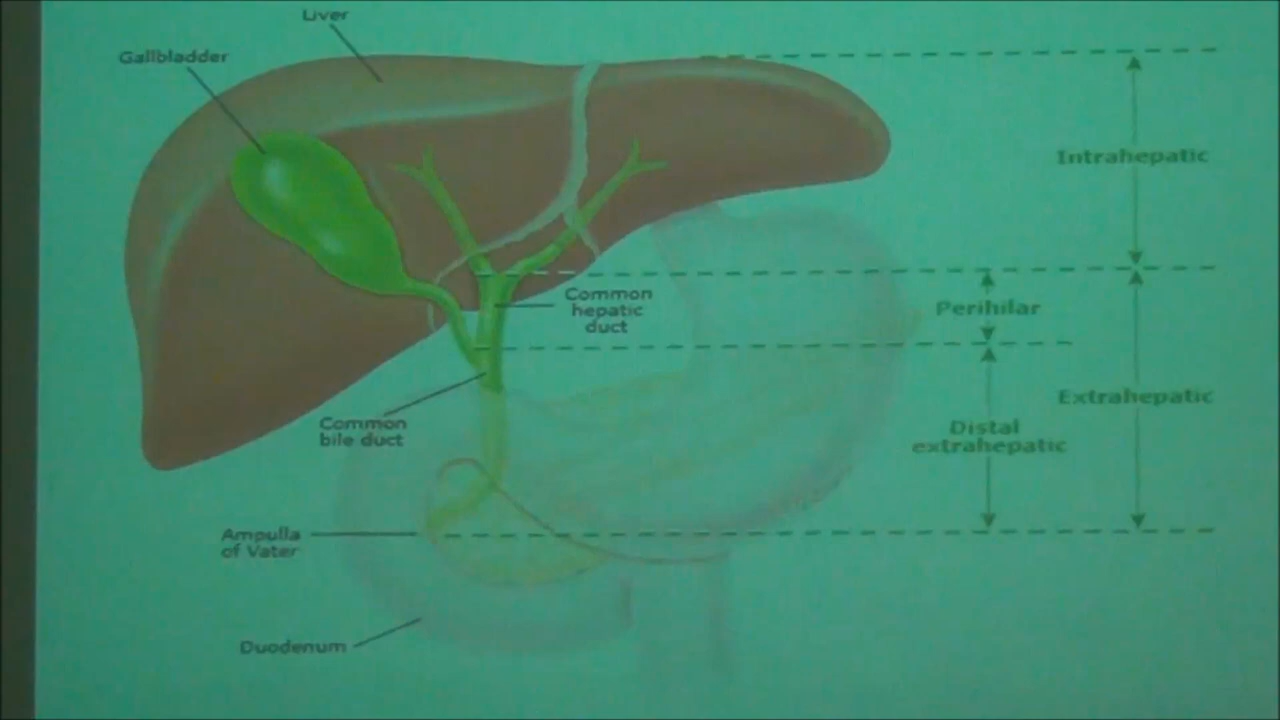 Liver
Gallbladder
Intrahepatic
Common
hepatic
duct
Perihilar
Extrahepatic
Common
bile duct
Distal
extrahepatic
Ampulla
of Vater
Duodenum